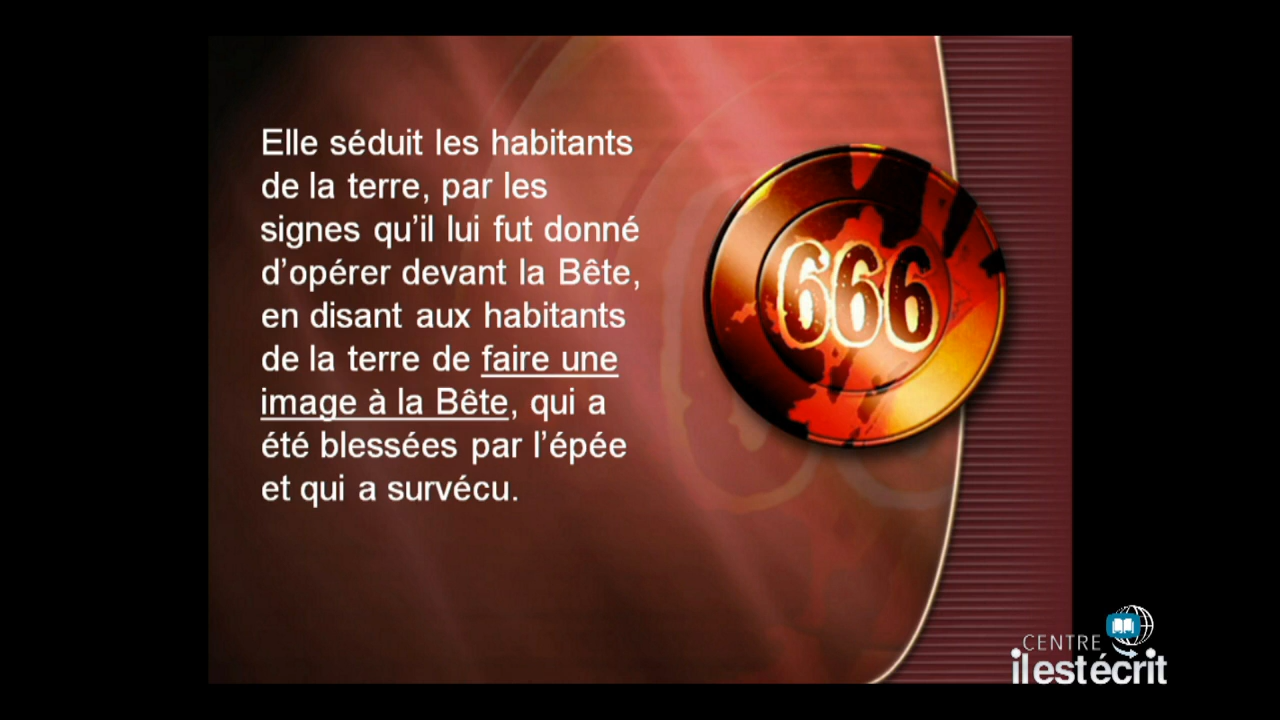 Elle séduit les habitants
de la terre, par les
signes qu’il lui fut donné
d’opérer devant la Bête,
en disant aux habitants
de la terre de faire une
image à la Bête, qui a
été blessées par l’épée
et qui a survécu.
666
CENTRE
ilestécrit